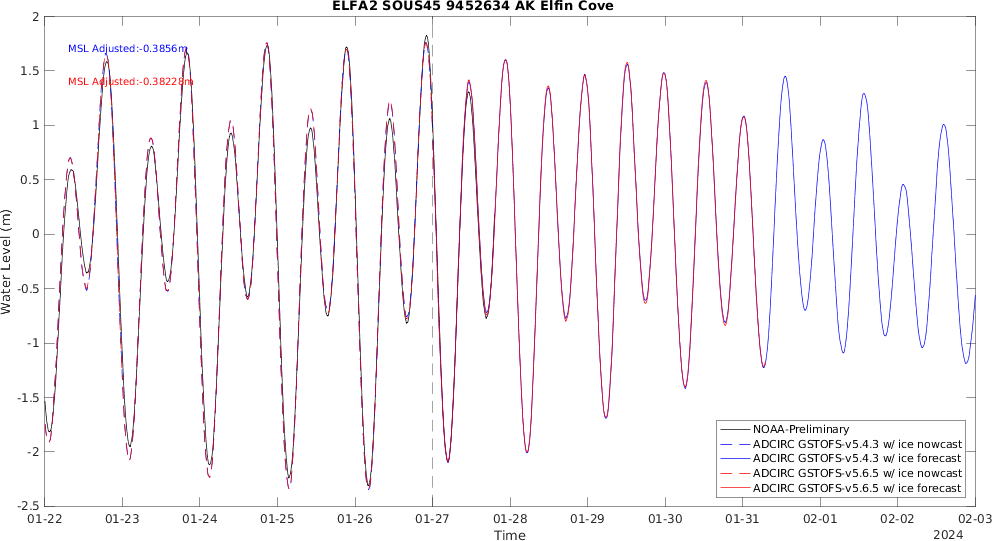 ELFA2 SOUS45 9452634 AK Elfin Cove
2
1.5
1
0.5
0
-0.5
-1
-1.5
-2
-2.5
Water Level (m)
MSL Adjusted:-0.3856m
MSL Adjusted:-0.38228m
NOAA-Preliminary
ADCIRC GSTOFS-v5.4.3 w/ ice nowcast
ADCIRC GSTOFS-v5.4.3 w/ ice forecast
ADCIRC GSTOFS-v5.6.5 w/ ice nowcast
ADCIRC GSTOFS-v5.6.5 w/ ice forecast
01-22 01-23 01-24 01-25 01-26 01-27 01-28 01-29 01-30 01-31 02-01 02-02 02-03
Time
2024